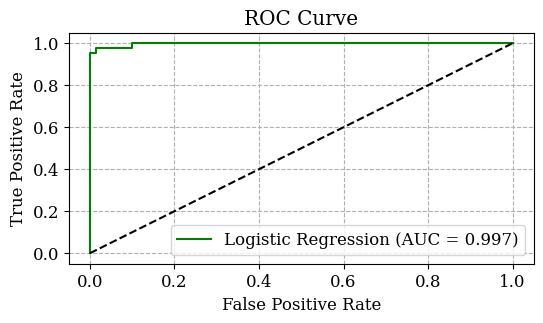 ROC Curve
True Positive Rate
1.0
0.8
0.6
0.4
0.2
0.0
Logistic Regression (AUC = 0.997)
0.0 0.2 0.4 0.6 0.8 1.0
False Positive Rate